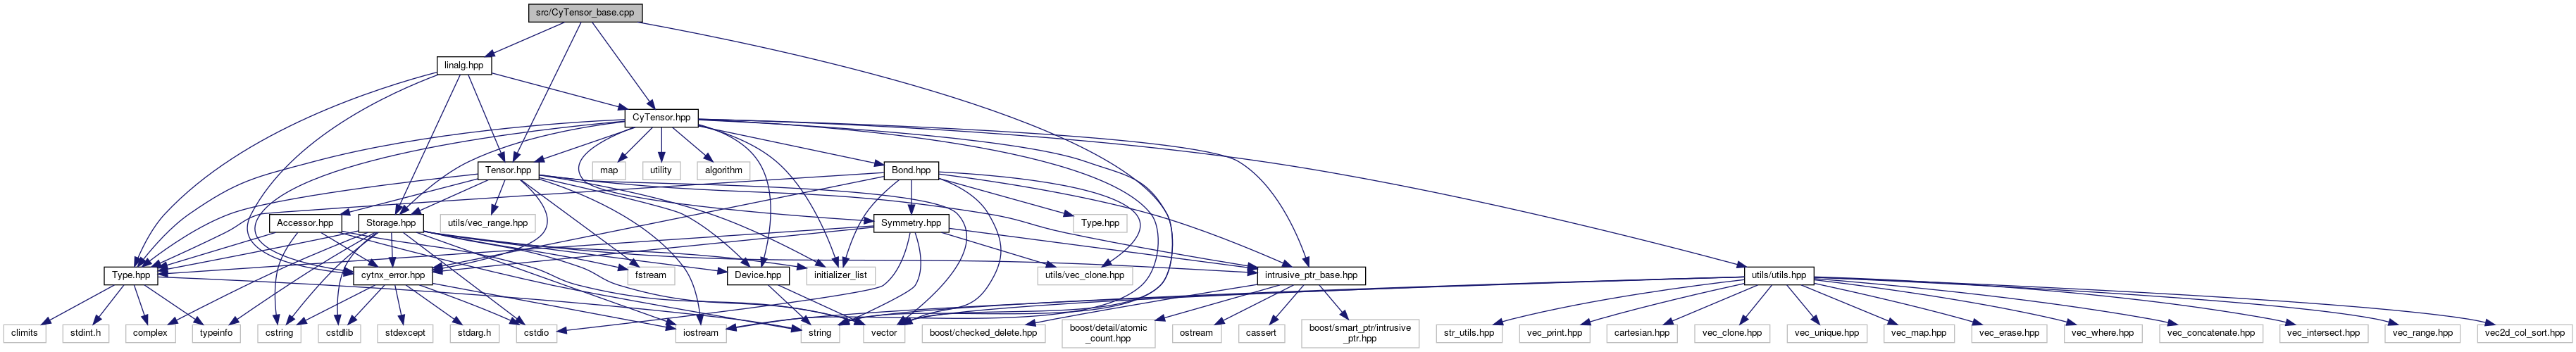 src/CyTensor_base.cpp
linalg.hpp
CyTensor.hpp
Tensor.hpp
map
utility
algorithm
Bond.hpp
Accessor.hpp
Storage.hpp
utils/vec_range.hpp
Symmetry.hpp
Type.hpp
Type.hpp
cytnx_error.hpp
fstream
Device.hpp
initializer_list
utils/vec_clone.hpp
intrusive_ptr_base.hpp
utils/utils.hpp
climits
stdint.h
complex
typeinfo
cstring
cstdlib
stdexcept
stdarg.h
cstdio
iostream
string
vector
boost/checked_delete.hpp
boost/detail/atomic
_count.hpp
ostream
cassert
boost/smart_ptr/intrusive
_ptr.hpp
str_utils.hpp
vec_print.hpp
cartesian.hpp
vec_clone.hpp
vec_unique.hpp
vec_map.hpp
vec_erase.hpp
vec_where.hpp
vec_concatenate.hpp
vec_intersect.hpp
vec_range.hpp
vec2d_col_sort.hpp